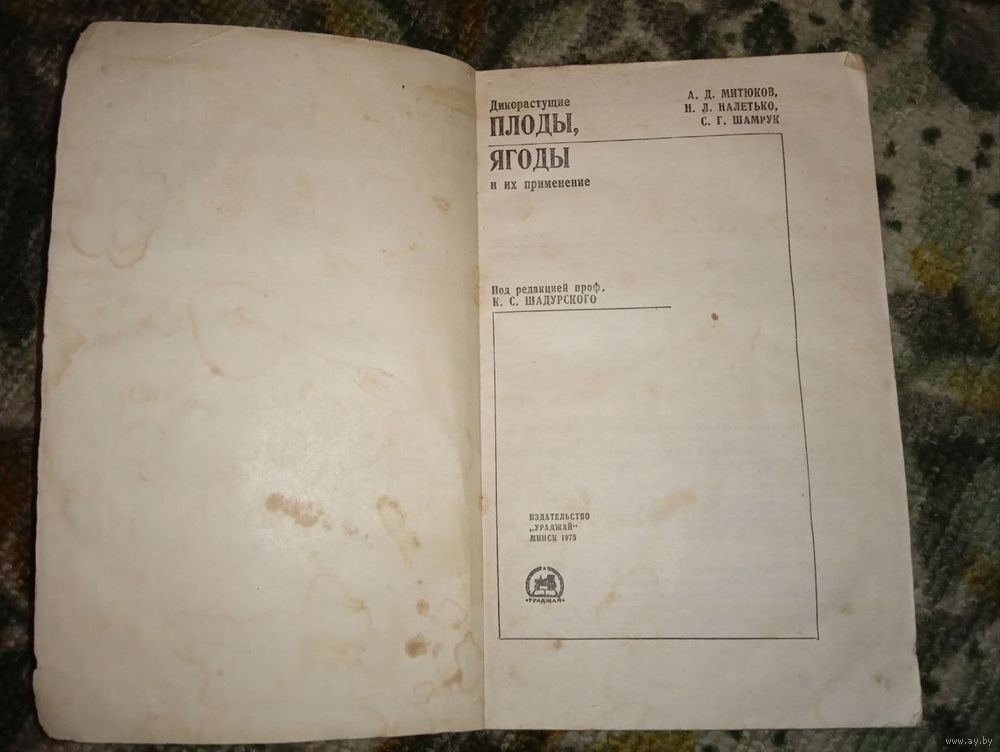 Дикорастущие
ПЛОДЫ,
ЯГОДЫ
и их применение
А. Д. МИТЮКОВ,
Н. Л. НАЛЕТЬКО,
С. Г. ШАМРУК
Под редакцией проф.
К. С. ШАДУРСКОГО
ИЗДАТЕЛЬСТВО
„УРАДЖАЙ“
МИНСК 1975
«УРАДЖАЙ»
www.ay.by